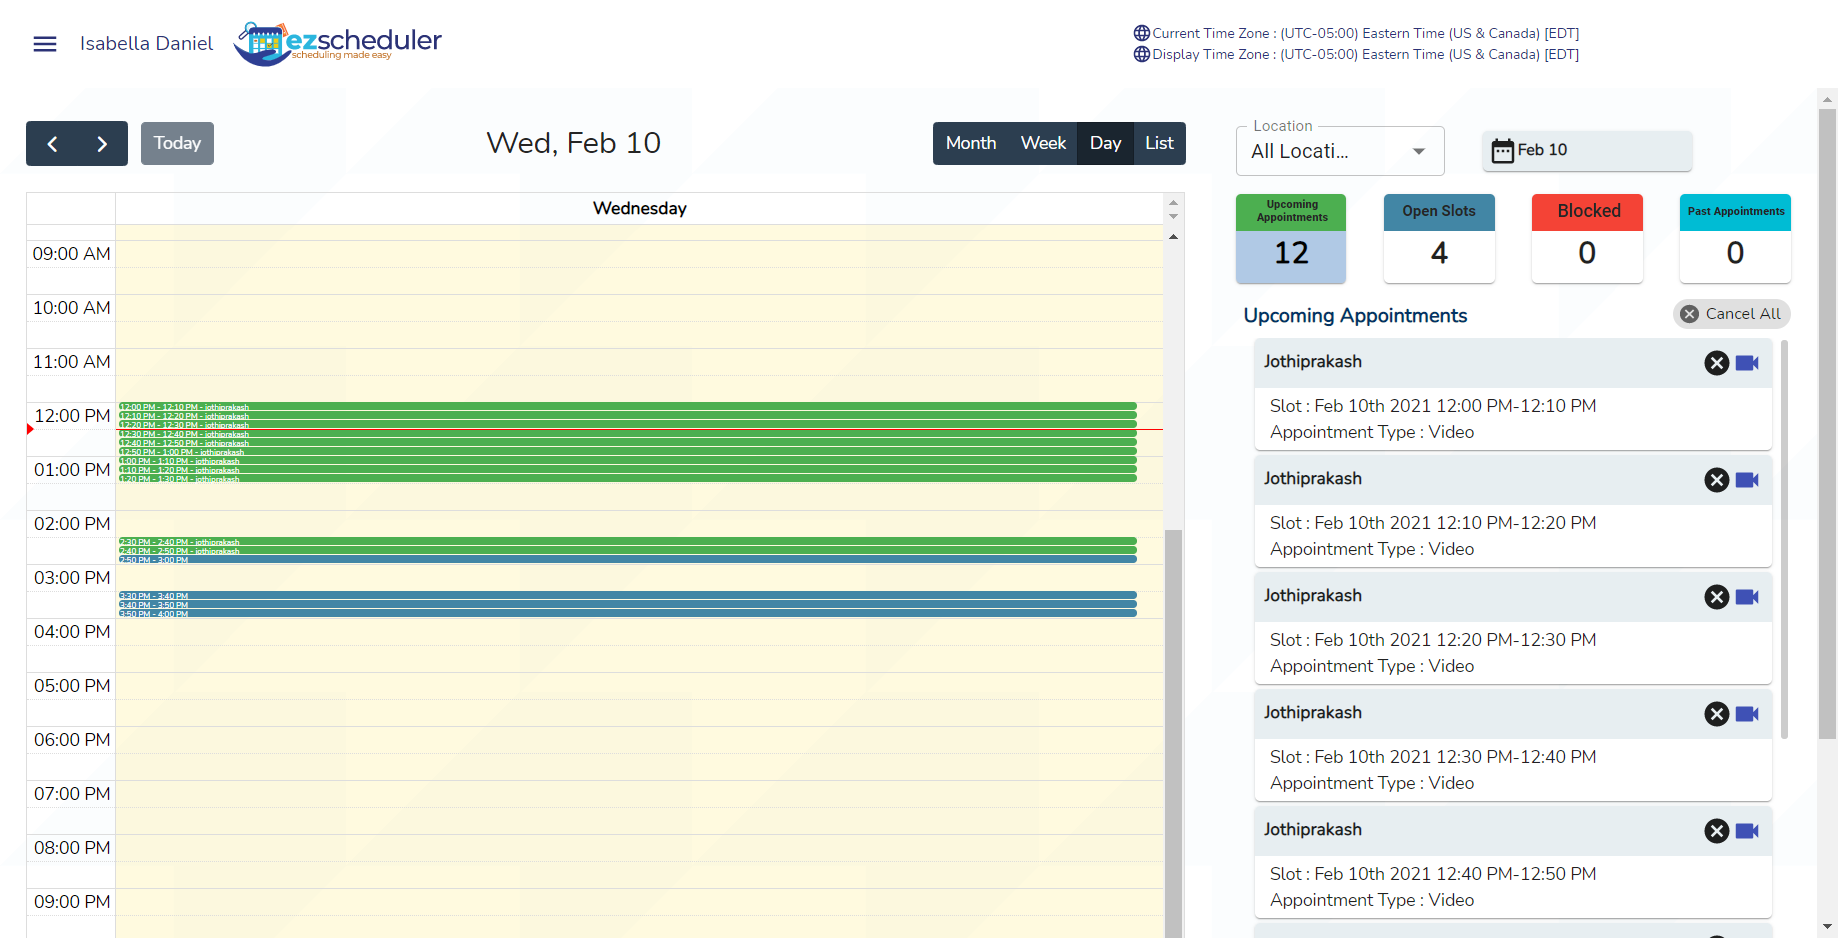 Isabella Daniel
ezscheduler
scheduling made easy
Current Time Zone : (UTC-05:00) Eastern Time (US & Canada) [EDT]
Display Time Zone : (UTC-05:00) Eastern Time (US & Canada) [EDT]
Today
Wed, Feb 10
Month Week Day List
Wednesday
09:00 AM
10:00 AM
11:00 AM
12:00 PM
01:00 PM
02:00 PM
03:00 PM
04:00 PM
05:00 PM
06:00 PM
07:00 PM
08:00 PM
09:00 PM
12:00 PM - 12:10 PM - jothiprakash
12:10 PM - 12:20 PM - jothiprakash
12:20 PM - 12:30 PM - jothiprakash
12:30 PM - 12:40 PM - jothiprakash
12:40 PM - 12:50 PM - jothiprakash
12:50 PM - 1:00 PM - jothiprakash
1:00 PM - 1:10 PM - jothiprakash
1:10 PM - 1:20 PM - jothiprakash
1:20 PM - 1:30 PM - jothiprakash
2:30 PM - 2:40 PM - jothiprakash
2:40 PM - 2:50 PM - jothiprakash
2:50 PM - 3:00 PM
3:30 PM - 3:40 PM
3:40 PM - 3:50 PM
3:50 PM - 4:00 PM
Location
All Locati...
Feb 10
Upcoming Appointments
12
Open Slots
4
Blocked
0
Past Appointments
0
Upcoming Appointments
Cancel All
Jothiprakash
Slot : Feb 10th 2021 12:00 PM-12:10 PM
Appointment Type : Video
Jothiprakash
Slot : Feb 10th 2021 12:10 PM-12:20 PM
Appointment Type : Video
Jothiprakash
Slot : Feb 10th 2021 12:20 PM-12:30 PM
Appointment Type : Video
Jothiprakash
Slot : Feb 10th 2021 12:30 PM-12:40 PM
Appointment Type : Video
Jothiprakash
Slot : Feb 10th 2021 12:40 PM-12:50 PM
Appointment Type : Video